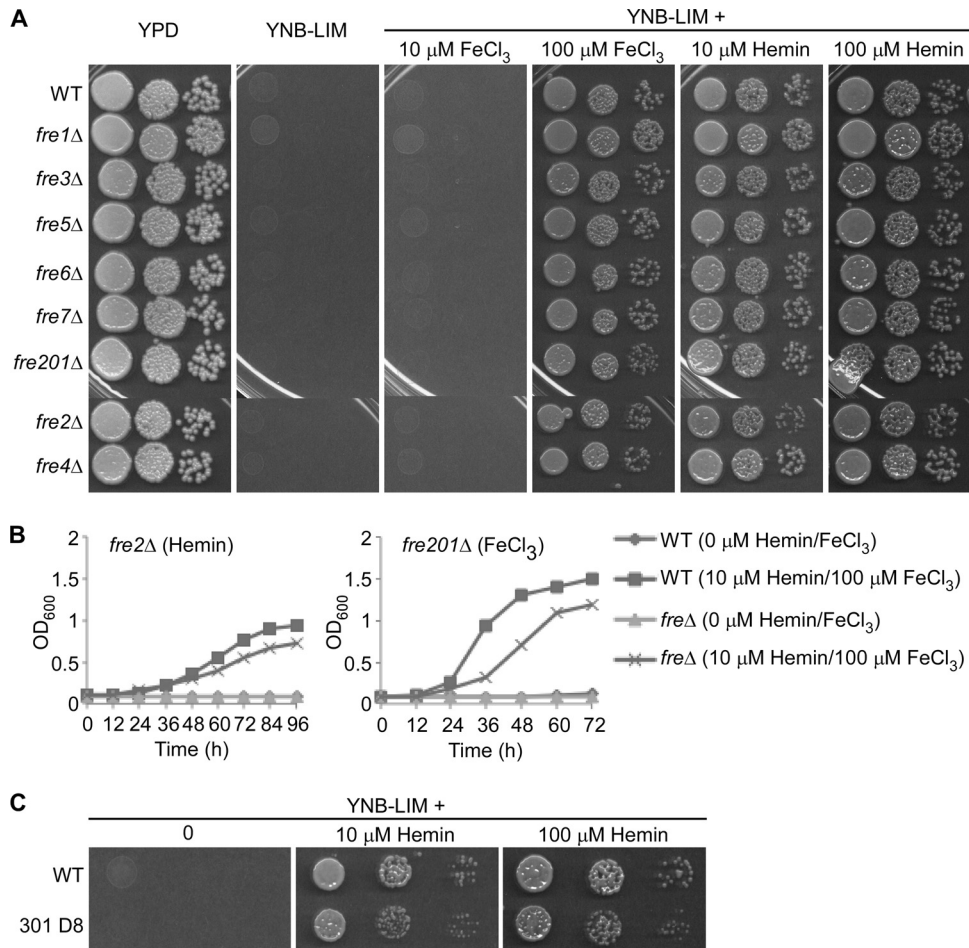 A
YNB-LIM +
YPD YNB-LIM
10 μM FeCl3 100 μM FeCl3 10 μM Hemin 100 μM Hemin
WT
fre1Δ
fre3Δ
fre5Δ
fre6Δ
fre7Δ
fre201Δ
fre2Δ
fre4Δ
B
fre2Δ (Hemin)
2
1.5
1
0.5
0
OD600
0 12 24 36 48 60 72 84 96
Time (h)
fre201Δ (FeCl3)
2
1.5
1
0.5
0
OD600
0 12 24 36 48 60 72
Time (h)
WT (0 μM Hemin/FeCl3)
WT (10 μM Hemin/100 μM FeCl3)
freΔ (0 μM Hemin/FeCl3)
freΔ (10 μM Hemin/100 μM FeCl3)
C
YNB-LIM +
0 10 μM Hemin 100 μM Hemin
WT
301 D8